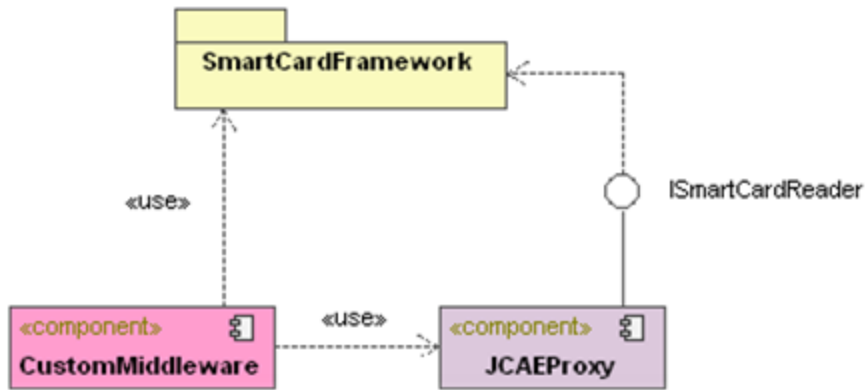 SmartCardFramework
«use»
ISmartCardReader
«use»
«component»
CustomMiddleware
«component»
JCAEProxy